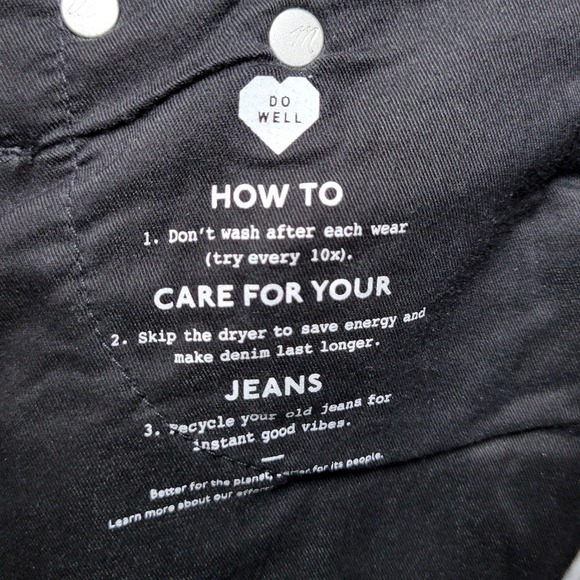 DO
WELL
HOW TO
1. Don't wash after each wear
(try every 10x).
CARE FOR YOUR
2. Skip the dryer to save energy and
make denim last longer.
JEANS
3. Recycle your old jeans for
instant good vibes.
Better for the planet, for its people.
Learn more about our